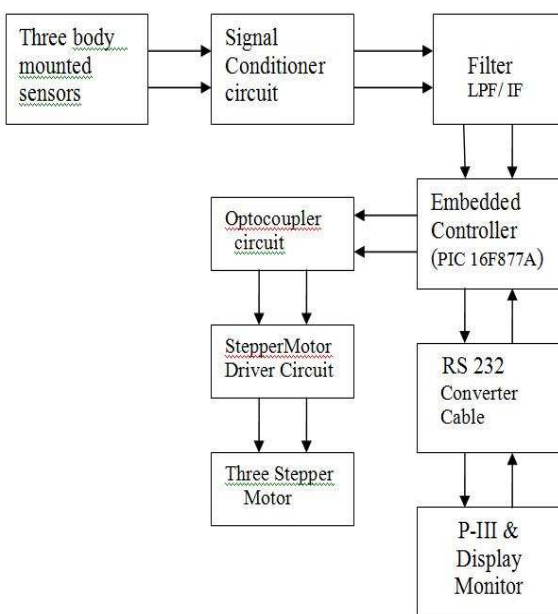 Three body
mounted
sensors
Signal
Conditioner
circuit
Filter
LPF/ IF
Embedded
Controller
(PIC 16F877A)
Optocoupler
circuit
StepperMotor
Driver Circuit
Three Stepper
Motor
RS 232
Converter
Cable
P-III &
Display
Monitor